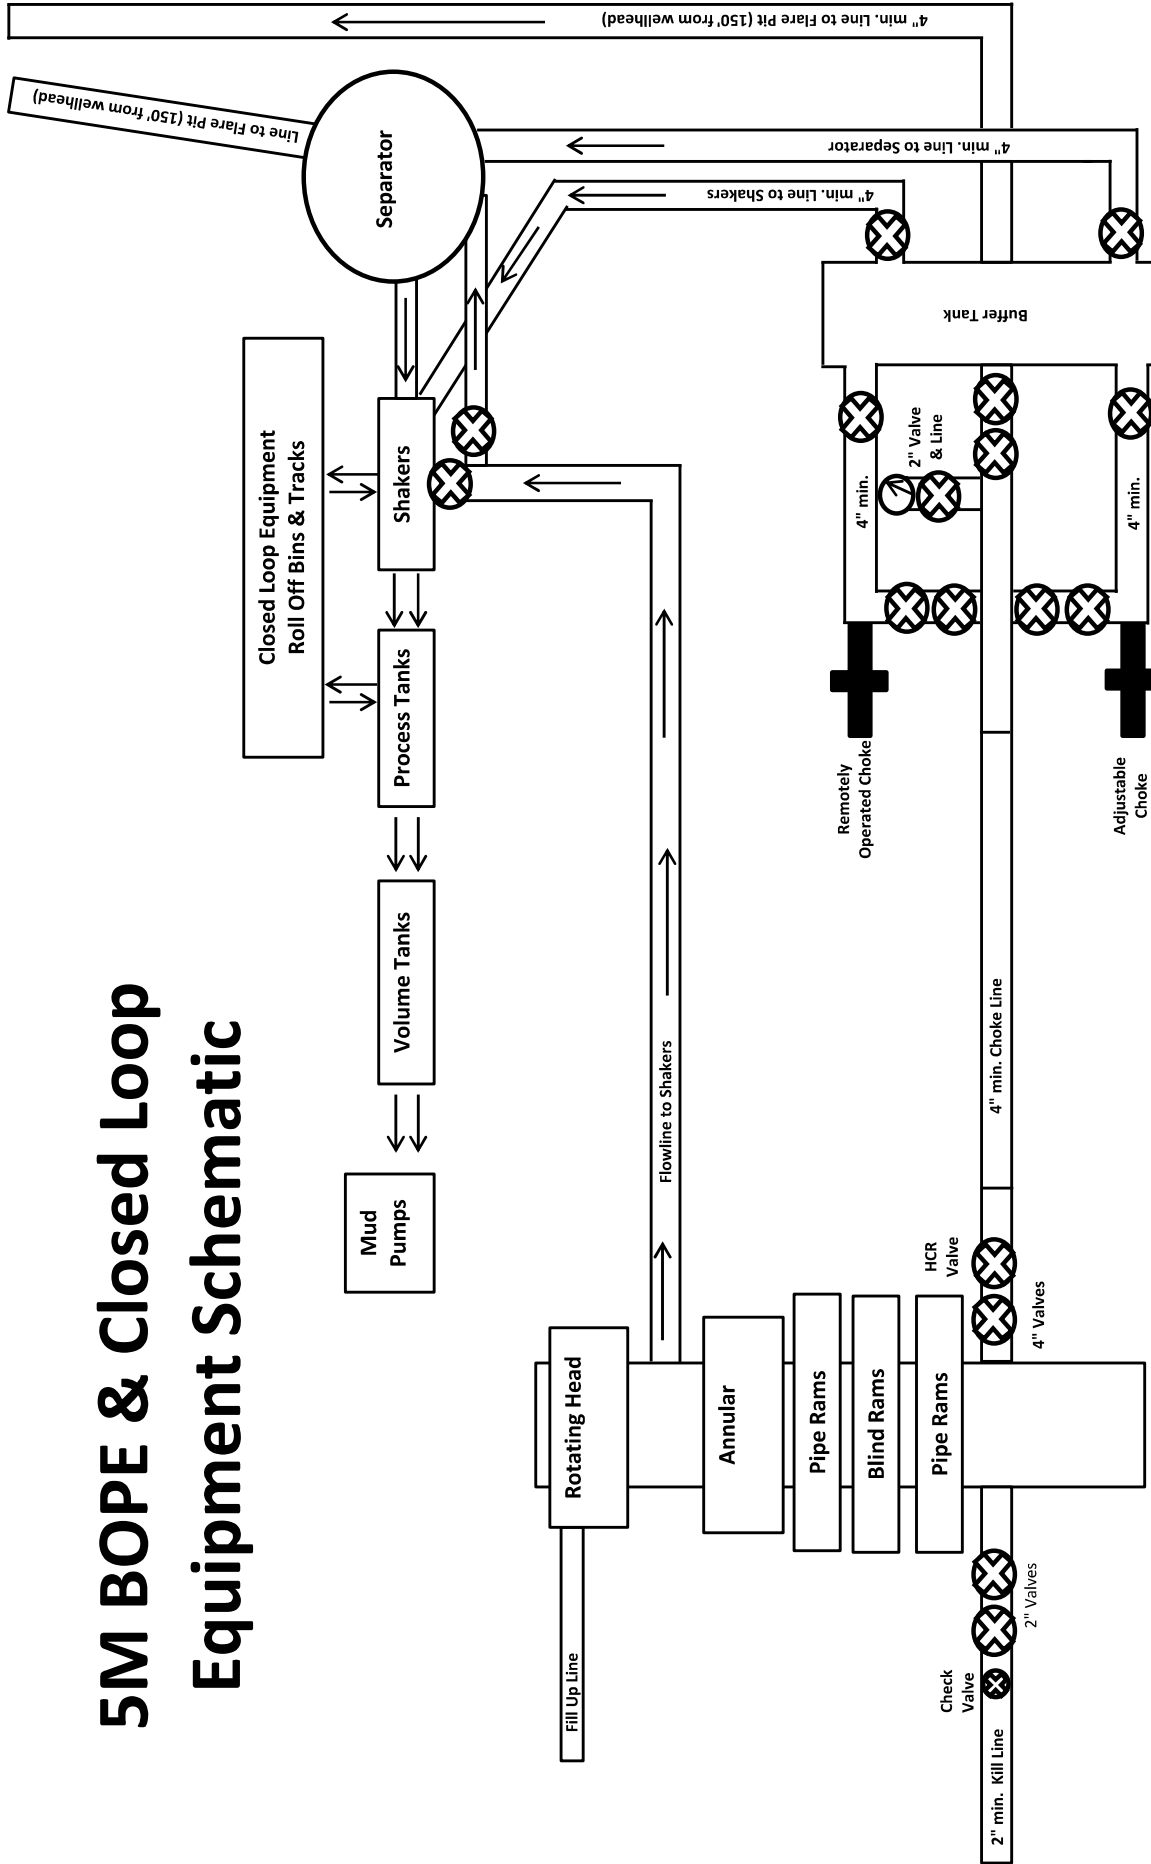 5M BOPE & Closed Loop
Equipment Schematic
Closed Loop Equipment
Roll Off Bins & Tracks
Mud
Pumps
Volume Tanks
Process Tanks
Shakers
Separator
Line to Flare Pit (150' from wellhead)
4" min. Line to Flare Pit (150' from wellhead)
Fill Up Line
Rotating Head
Flowline to Shakers
Annular
Pipe Rams
Blind Rams
Pipe Rams
4" min. Line to Shakers
4" min. Line to Separator
Remotely
Operated Choke
4" min.
2" Valve
& Line
Buffer Tank
HCR
Valve
4" Valves
4" min. Choke Line
2" min. Kill Line
Check
Valve
2" Valves
Adjustable
Choke
4" min.